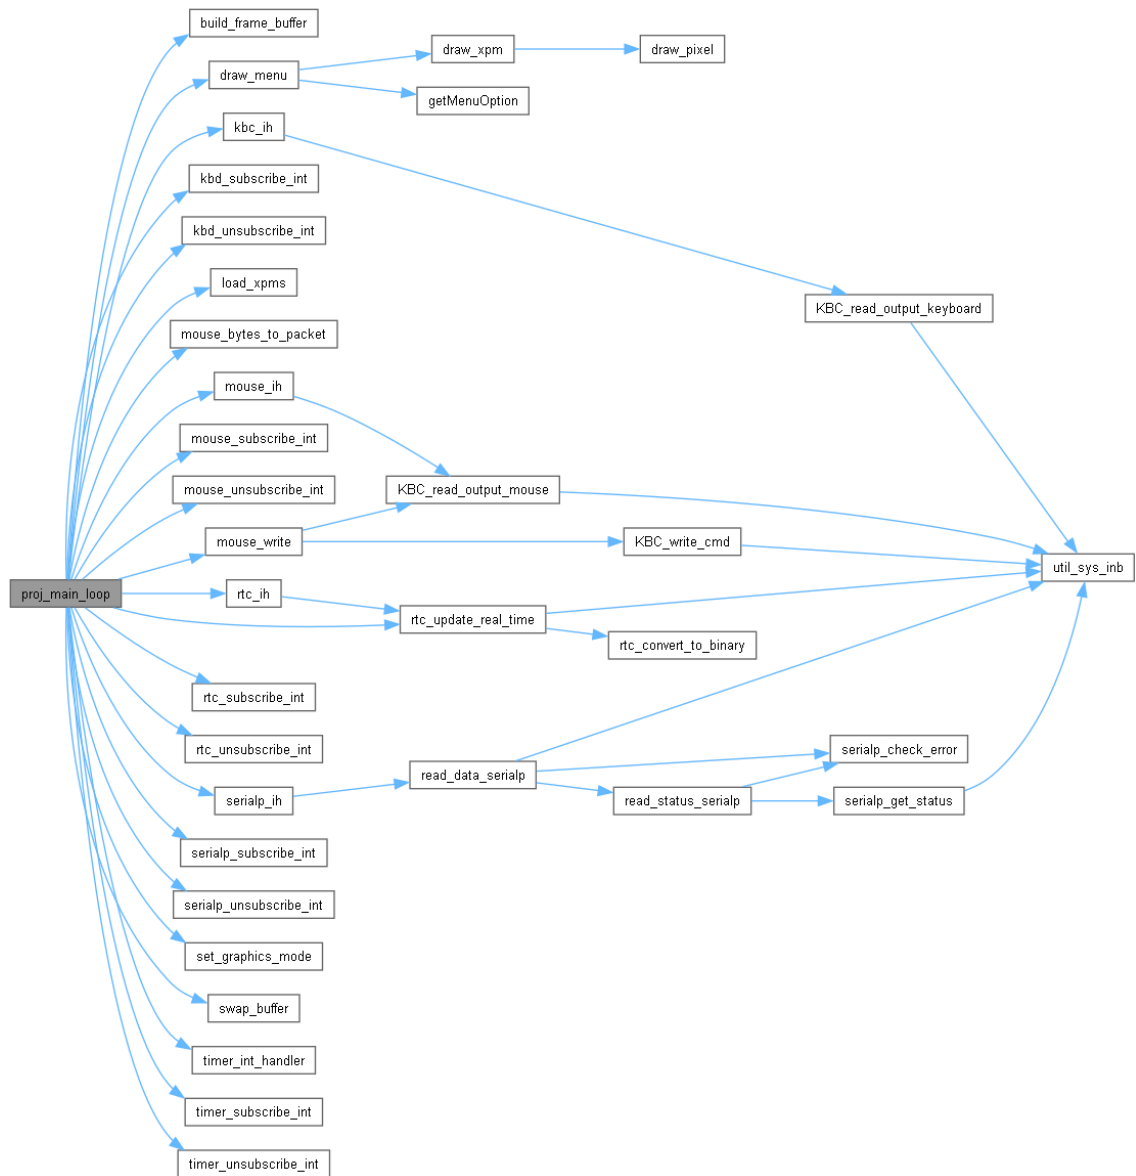 build_frame_buffer
draw_xpm
draw_pixel
draw_menu
getMenuOption
kbc_ih
kbd_subscribe_int
kbd_unsubscribe_int
load_xpms
KBC_read_output_keyboard
mouse_bytes_to_packet
mouse_ih
mouse_subscribe_int
mouse_unsubscribe_int
KBC_read_output_mouse
mouse_write
KBC_write_cmd
util_sys_inb
proj_main_loop
rtc_ih
rtc_update_real_time
rtc_convert_to_binary
rtc_subscribe_int
rtc_unsubscribe_int
serialp_check_error
read_data_serialp
serialp_ih
read_status_serialp
serialp_get_status
serialp_subscribe_int
serialp_unsubscribe_int
set_graphics_mode
swap_buffer
timer_int_handler
timer_subscribe_int
timer_unsubscribe_int